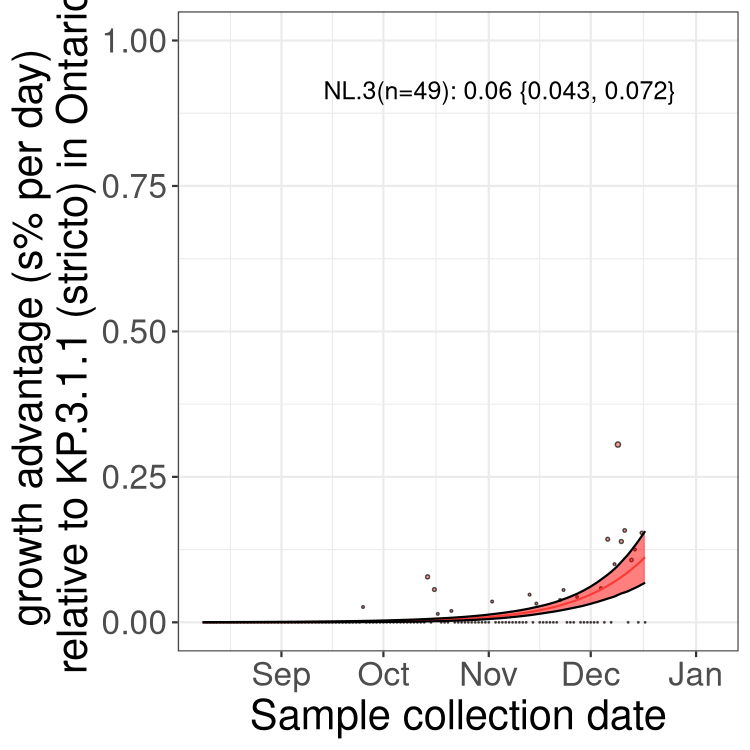 growth advantage (s% per day)
relative to KP.3.1.1 (stricto) in Ontario
1.00
0.75
0.50
0.25
0.00
NL.3(n=49): 0.06 {0.043, 0.072}
Sep Oct Nov Dec Jan
Sample collection date